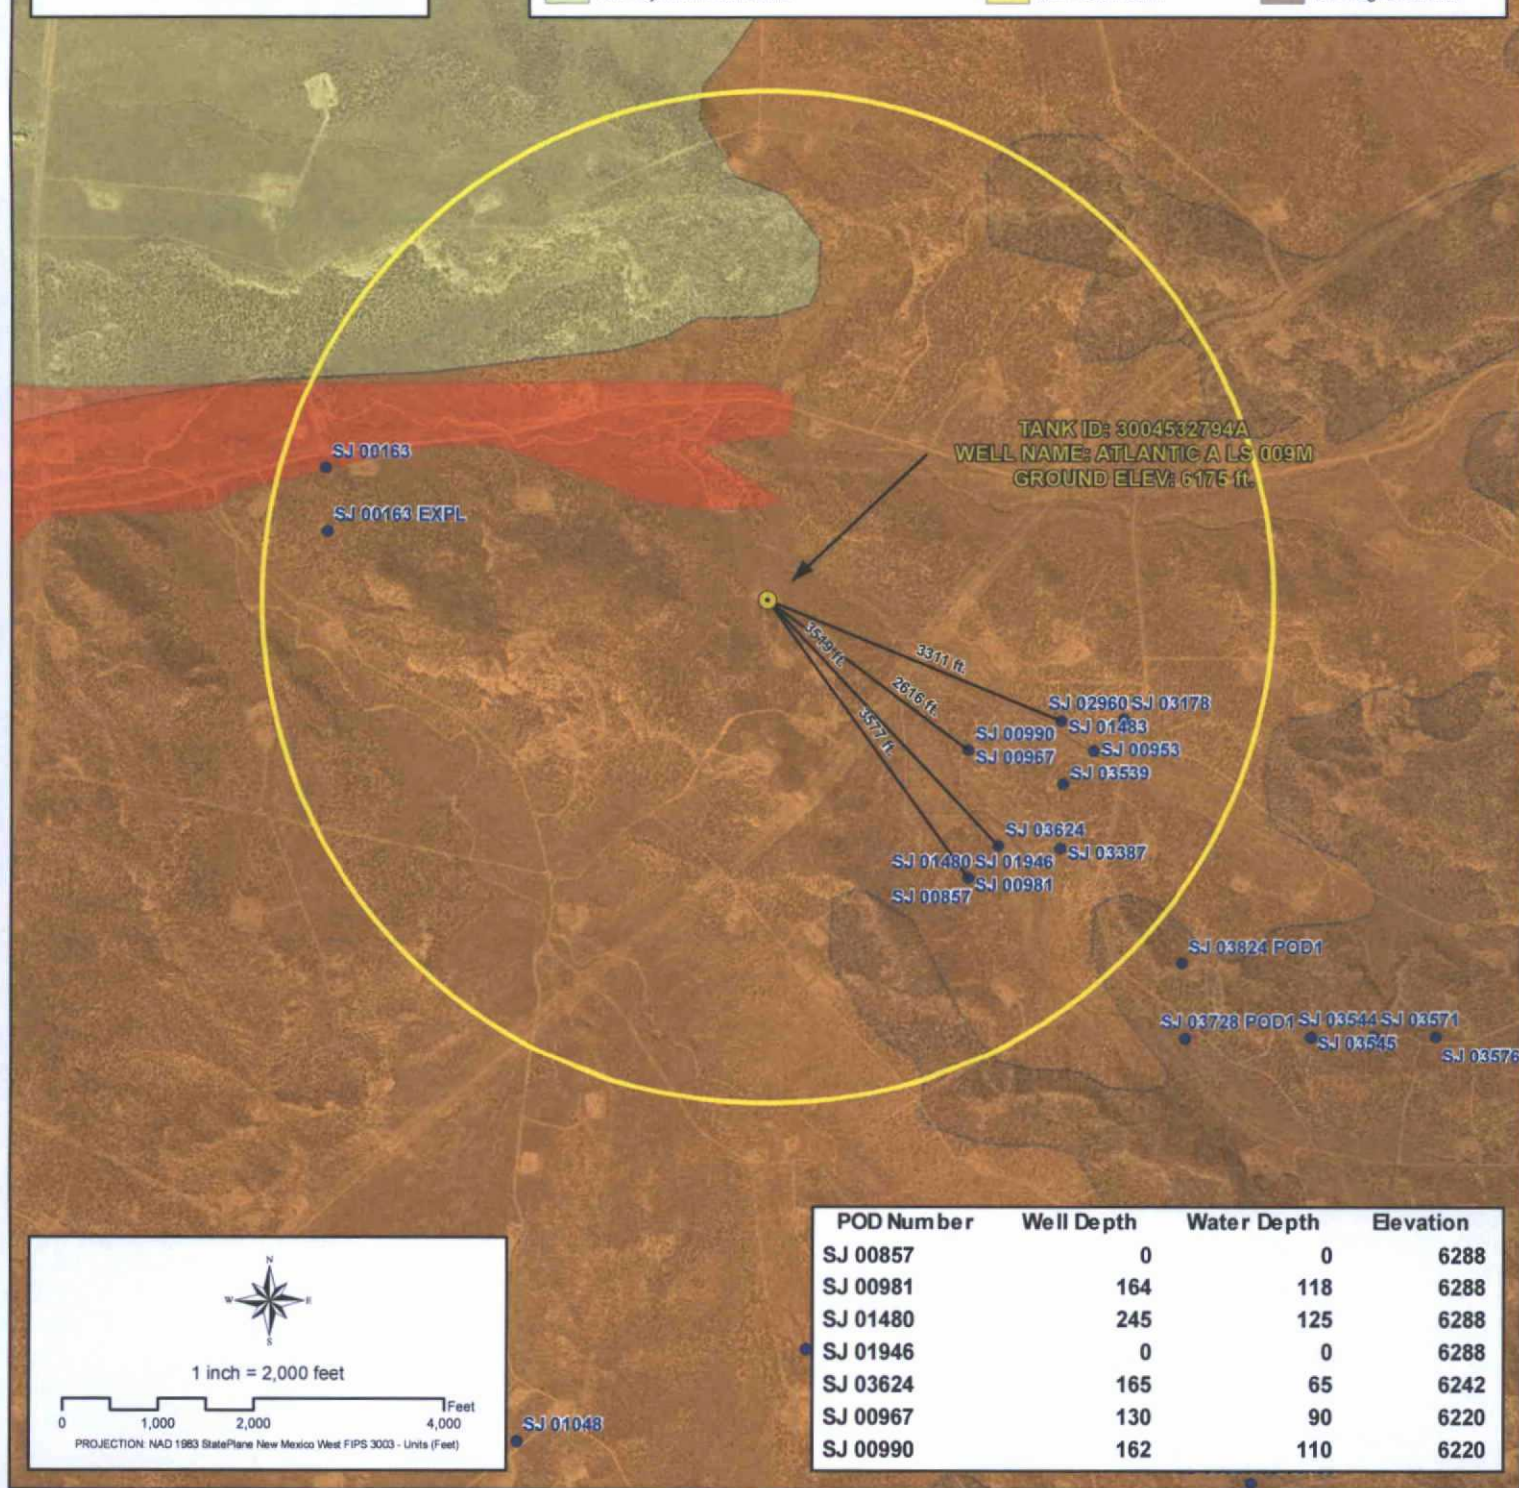 SJ 00163
TANK ID: 3004532794A
WELL NAME: ATLANTIC A LS 009M
GROUND ELEV: 6175 ft.
SJ 00163 EXPL
3549 ft.
3311 ft.
2616 ft.
3577 ft.
SJ 02960 SJ 03178
SJ 00990 SJ 01483
SJ 00967 SJ 00953
SJ 03539
SJ 03624
SJ 01480 SJ 01946 SJ 03387
SJ 00857 SJ 00981
SJ 03824 POD1
SJ 03728 POD1 SJ 03544 SJ 03571
SJ 03545 SJ 03576
POD Number Well Depth Water Depth Elevation
SJ 00857 0 0 6288
SJ 00981 164 118 6288
SJ 01480 245 125 6288
SJ 01946 0 0 6288
SJ 03624 165 65 6242
SJ 00967 130 90 6220
SJ 00990 162 110 6220
N
W E
S
1 inch = 2,000 feet
Feet
0 1,000 2,000 4,000
PROJECTION: NAD 1983 StatePlane New Mexico West FIPS 3003 - Units (Feet)
SJ 01048